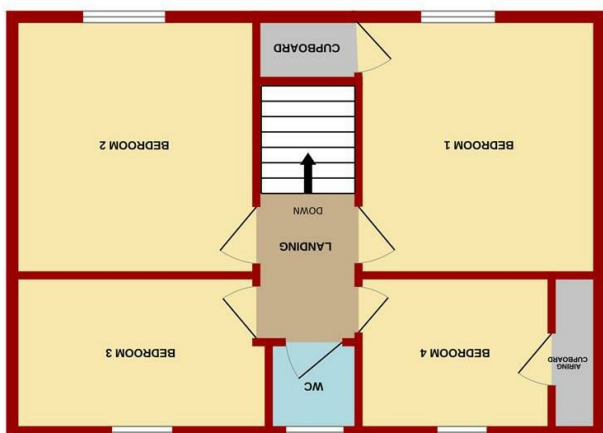 WC
AIRING
CUPBOARD
BEDROOM 4
BEDROOM 3
LANDING
DOWN
BEDROOM 1
BEDROOM 2
CUPBOARD